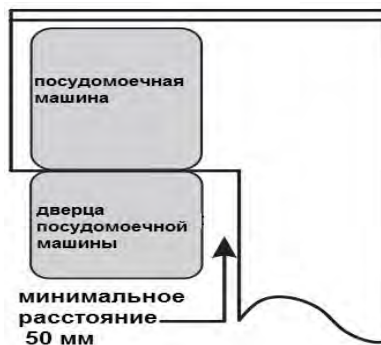 посудомоечная
машина
дверца
посудомоечной
машины
минимальное
расстояние
50 мм